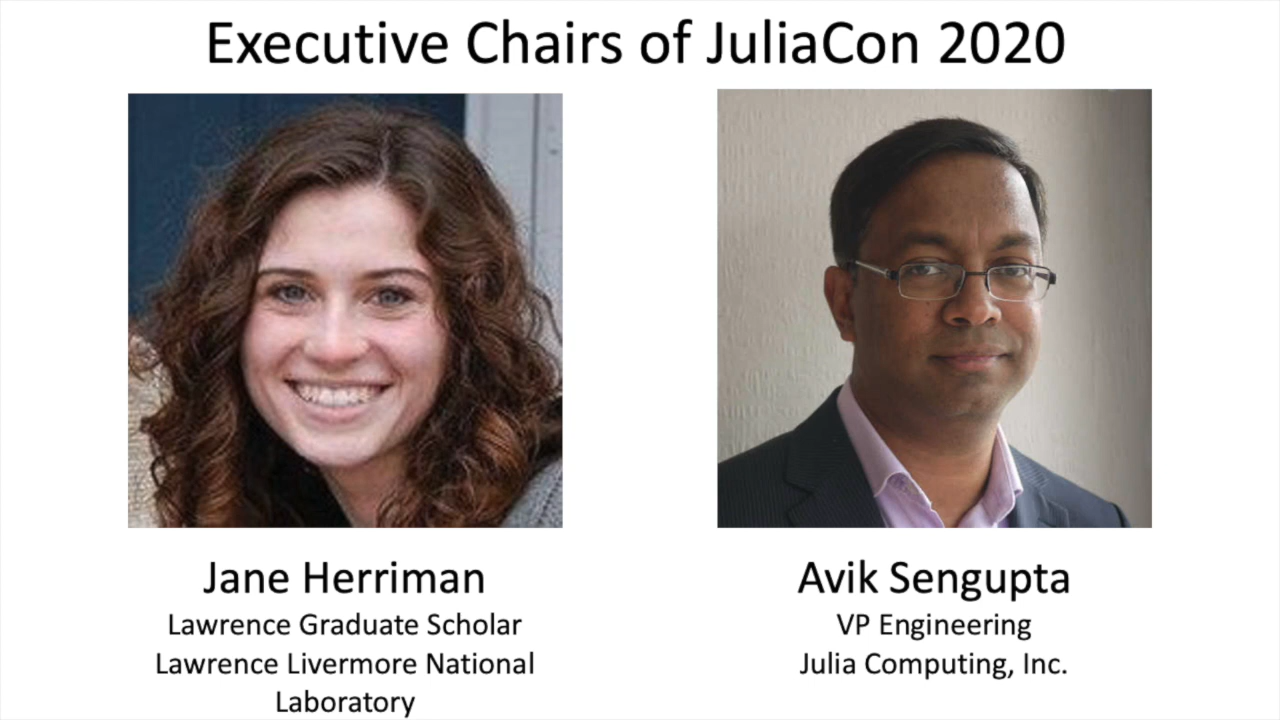 Executive Chairs of JuliaCon 2020
Jane Herriman
Lawrence Graduate Scholar
Lawrence Livermore National
Laboratory
Avik Sengupta
VP Engineering
Julia Computing, Inc.